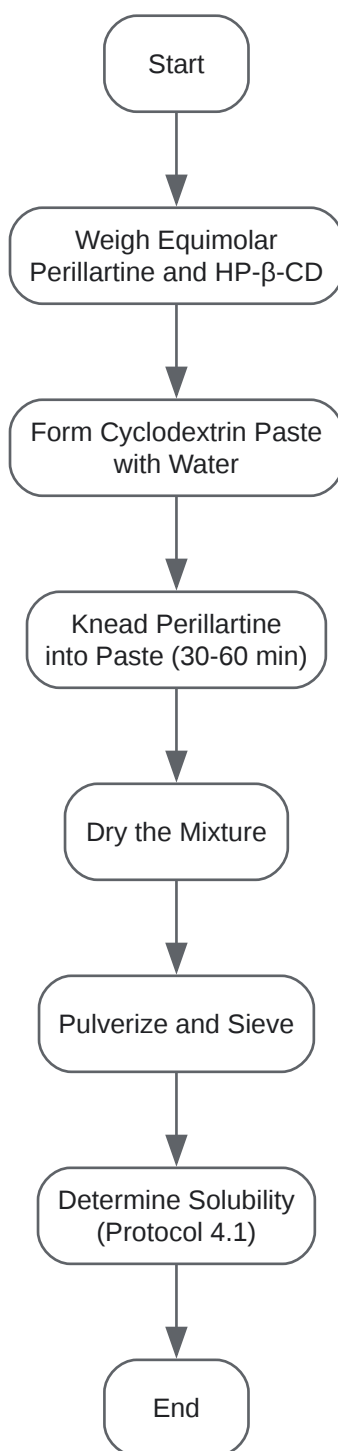 Start
Weigh Equimolar
Perillartine and HP-β-CD
Form Cyclodextrin Paste
with Water
Knead Perillartine
into Paste (30-60 min)
Dry the Mixture
Pulverize and Sieve
Determine Solubility
(Protocol 4.1)
End